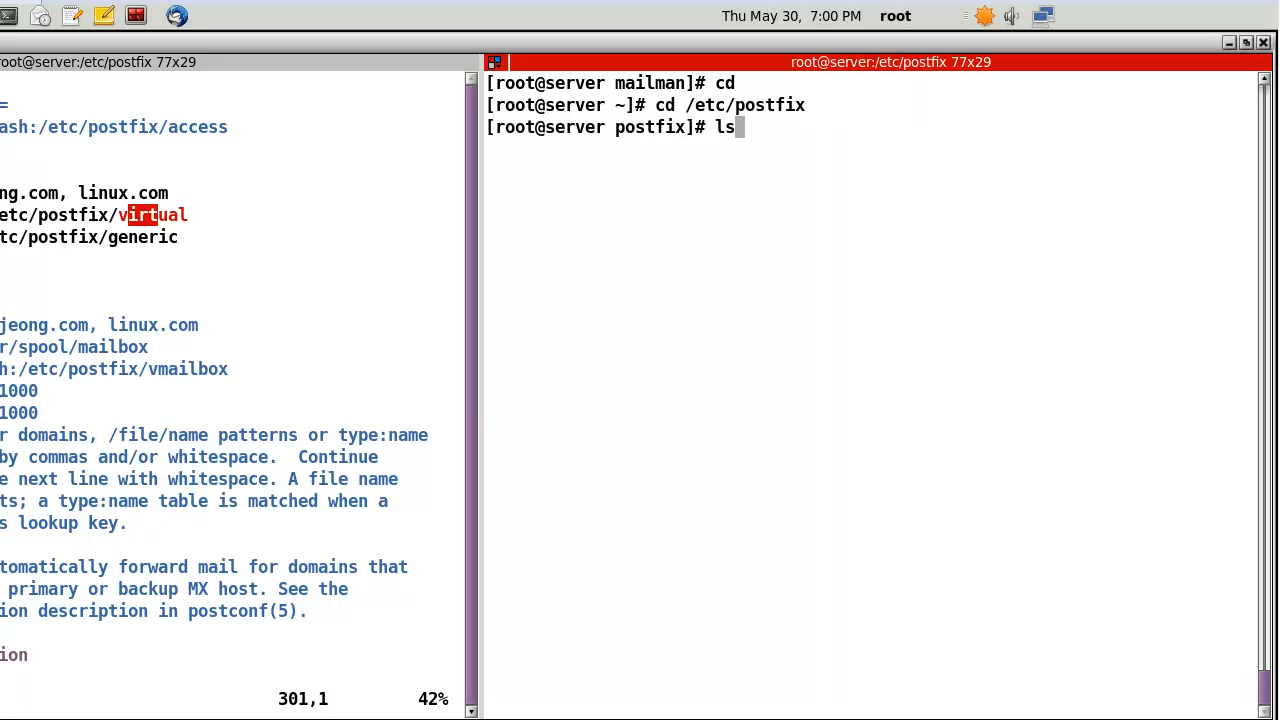 Thu May 30, 7:00 PM root
root@server:/etc/postfix 77x29
=
ash:/etc/postfix/access
ng.com, linux.com
etc/postfix/virtual
tc/postfix/generic
jeong.com, linux.com
r/spool/mailbox
h:/etc/postfix/vmailbox
1000
1000
r domains, /file/name patterns or type:name
by commas and/or whitespace.  Continue
e next line with whitespace. A file name
ts; a type:name table is matched when a
s lookup key.
tomatically forward mail for domains that
primary or backup MX host. See the
ion description in postconf(5).
ion
301,1 42%
root@server:/etc/postfix 77x29
[root@server mailman]# cd
[root@server ~]# cd /etc/postfix
[root@server postfix]# ls